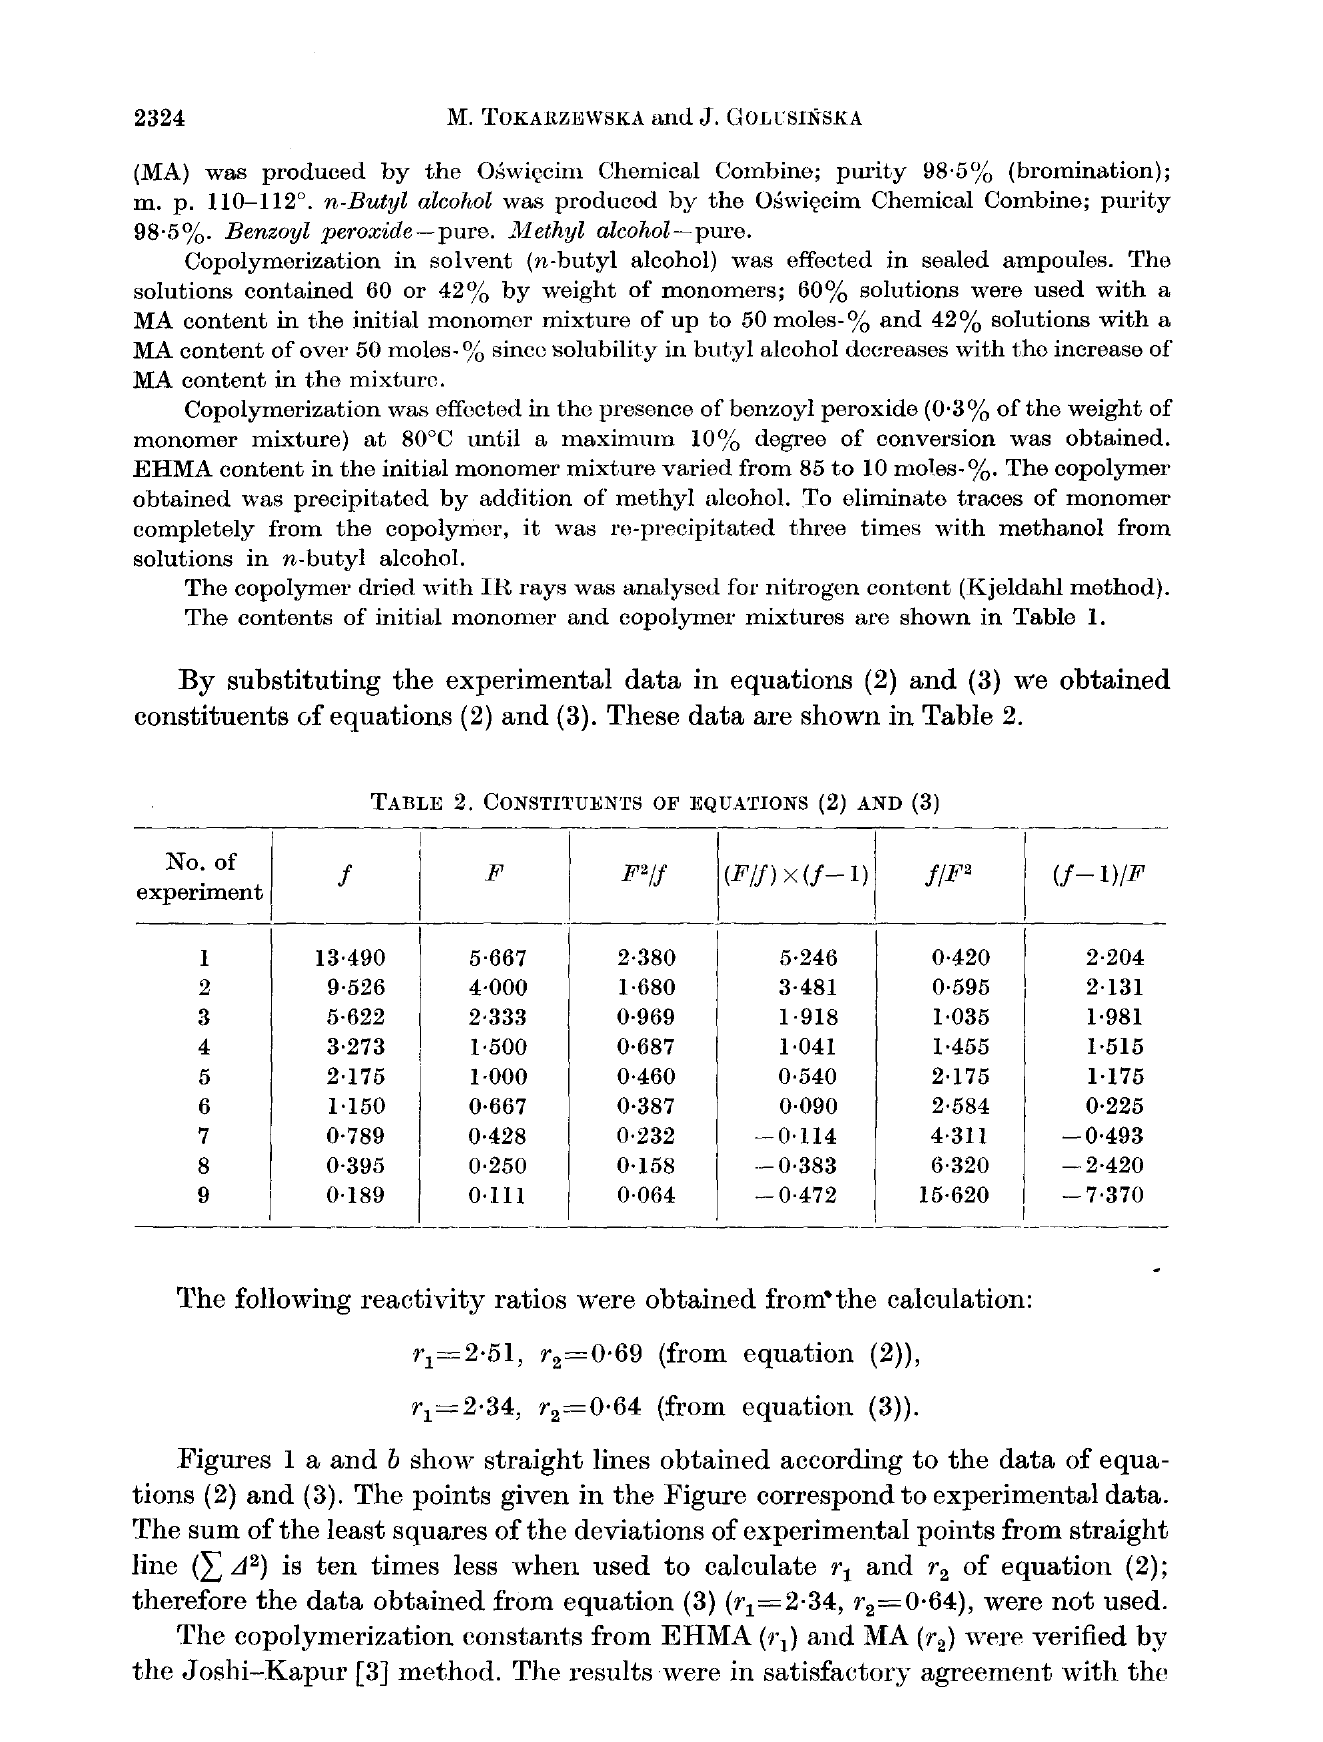 2324 M. TOKARZEWSKA and J. GOLUSIŃSKA
(MA) was produced by the Oświęcim Chemical Combine; purity 98·5% (bromination);
m. p. 110–112°. n-Butyl alcohol was produced by the Oświęcim Chemical Combine; purity
98·5%. Benzoyl peroxide—pure. Methyl alcohol—pure.
Copolymerization in solvent (n-butyl alcohol) was effected in sealed ampoules. The
solutions contained 60 or 42% by weight of monomers; 60% solutions were used with a
MA content in the initial monomer mixture of up to 50 moles-% and 42% solutions with a
MA content of over 50 moles-% since solubility in butyl alcohol decreases with the increase of
MA content in the mixture.
Copolymerization was effected in the presence of benzoyl peroxide (0·3% of the weight of
monomer mixture) at 80°C until a maximum 10% degree of conversion was obtained.
EHMA content in the initial monomer mixture varied from 85 to 10 moles-%. The copolymer
obtained was precipitated by addition of methyl alcohol. To eliminate traces of monomer
completely from the copolymer, it was re-precipitated three times with methanol from
solutions in n-butyl alcohol.
The copolymer dried with IR rays was analysed for nitrogen content (Kjeldahl method).
The contents of initial monomer and copolymer mixtures are shown in Table 1.
By substituting the experimental data in equations (2) and (3) we obtained
constituents of equations (2) and (3). These data are shown in Table 2.
TABLE 2. CONSTITUENTS OF EQUATIONS (2) AND (3)
No. of experiment f F F²/f (F/f)×(f−1) f/F² (f−1)/F
1 13·490 5·667 2·380 5·246 0·420 2·204
2 9·526 4·000 1·680 3·481 0·595 2·131
3 5·622 2·333 0·969 1·918 1·035 1·981
4 3·273 1·500 0·687 1·041 1·455 1·515
5 2·175 1·000 0·460 0·540 2·175 1·175
6 1·150 0·667 0·387 0·090 2·584 0·225
7 0·789 0·428 0·232 −0·114 4·311 −0·493
8 0·395 0·250 0·158 −0·383 6·320 −2·420
9 0·189 0·111 0·064 −0·472 15·620 −7·370
The following reactivity ratios were obtained from the calculation:
r₁=2·51, r₂=0·69 (from equation (2)),
r₁=2·34, r₂=0·64 (from equation (3)).
Figures 1 a and b show straight lines obtained according to the data of equa-
tions (2) and (3). The points given in the Figure correspond to experimental data.
The sum of the least squares of the deviations of experimental points from straight
line (∑ Δ²) is ten times less when used to calculate r₁ and r₂ of equation (2);
therefore the data obtained from equation (3) (r₁=2·34, r₂=0·64), were not used.
The copolymerization constants from EHMA (r₁) and MA (r₂) were verified by
the Joshi–Kapur [3] method. The results were in satisfactory agreement with the